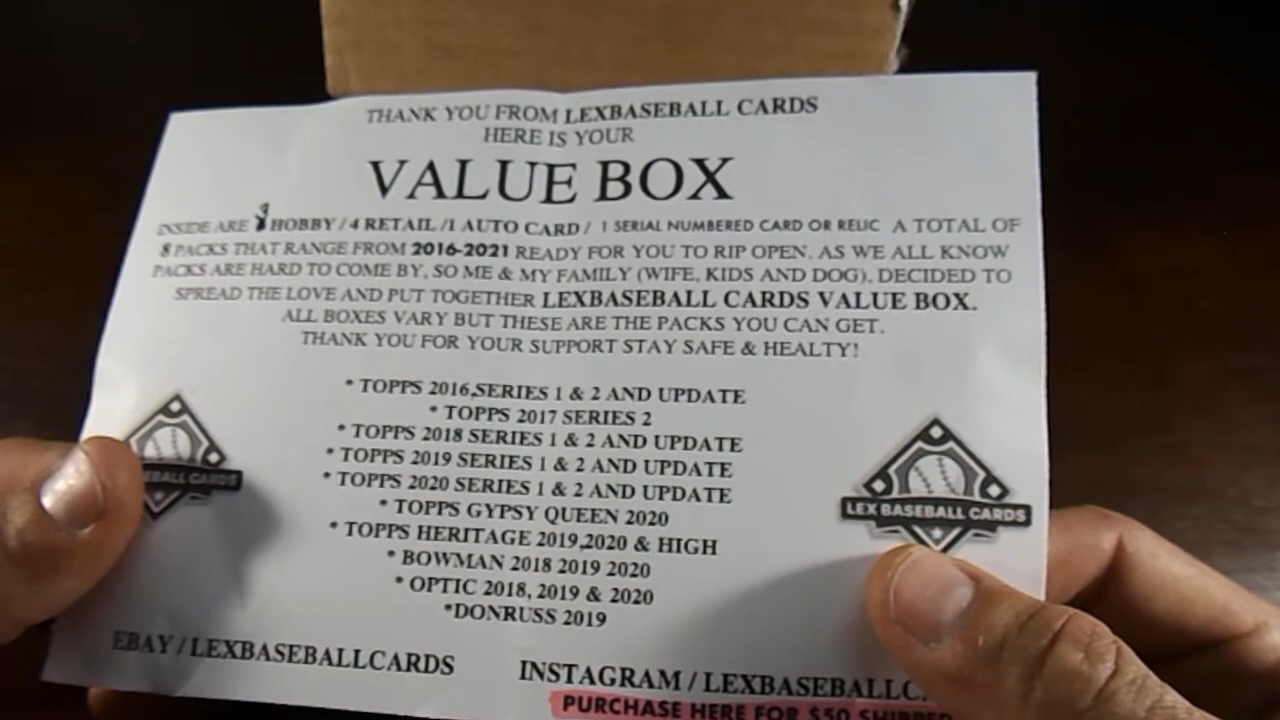 THANK YOU FROM LEXBASEBALL CARDS
HERE IS YOUR
VALUE BOX
INSIDE ARE HOBBY / 4 RETAIL /1 AUTO CARD / 1 SERIAL NUMBERED CARD OR RELIC A TOTAL OF
8 PACKS THAT RANGE FROM 2016-2021 READY FOR YOU TO RIP OPEN. AS WE ALL KNOW
PACKS ARE HARD TO COME BY, SO ME & MY FAMILY (WIFE, KIDS AND DOG), DECIDED TO
SPREAD THE LOVE AND PUT TOGETHER LEXBASEBALL CARDS VALUE BOX.
ALL BOXES VARY BUT THESE ARE THE PACKS YOU CAN GET.
THANK YOU FOR YOUR SUPPORT STAY SAFE & HEALTY!
* TOPPS 2016,SERIES 1 & 2 AND UPDATE
* TOPPS 2017 SERIES 2
* TOPPS 2018 SERIES 1 & 2 AND UPDATE
* TOPPS 2019 SERIES 1 & 2 AND UPDATE
* TOPPS 2020 SERIES 1 & 2 AND UPDATE
* TOPPS GYPSY QUEEN 2020
* TOPPS HERITAGE 2019,2020 & HIGH
* BOWMAN 2018 2019 2020
* OPTIC 2018, 2019 & 2020
*DONRUSS 2019
EBALL CARDS
LEX BASEBALL CARDS
EBAY / LEXBASEBALLCARDS
INSTAGRAM / LEXBASEBALLC
PURCHASE HERE FOR $50 SHIPPED